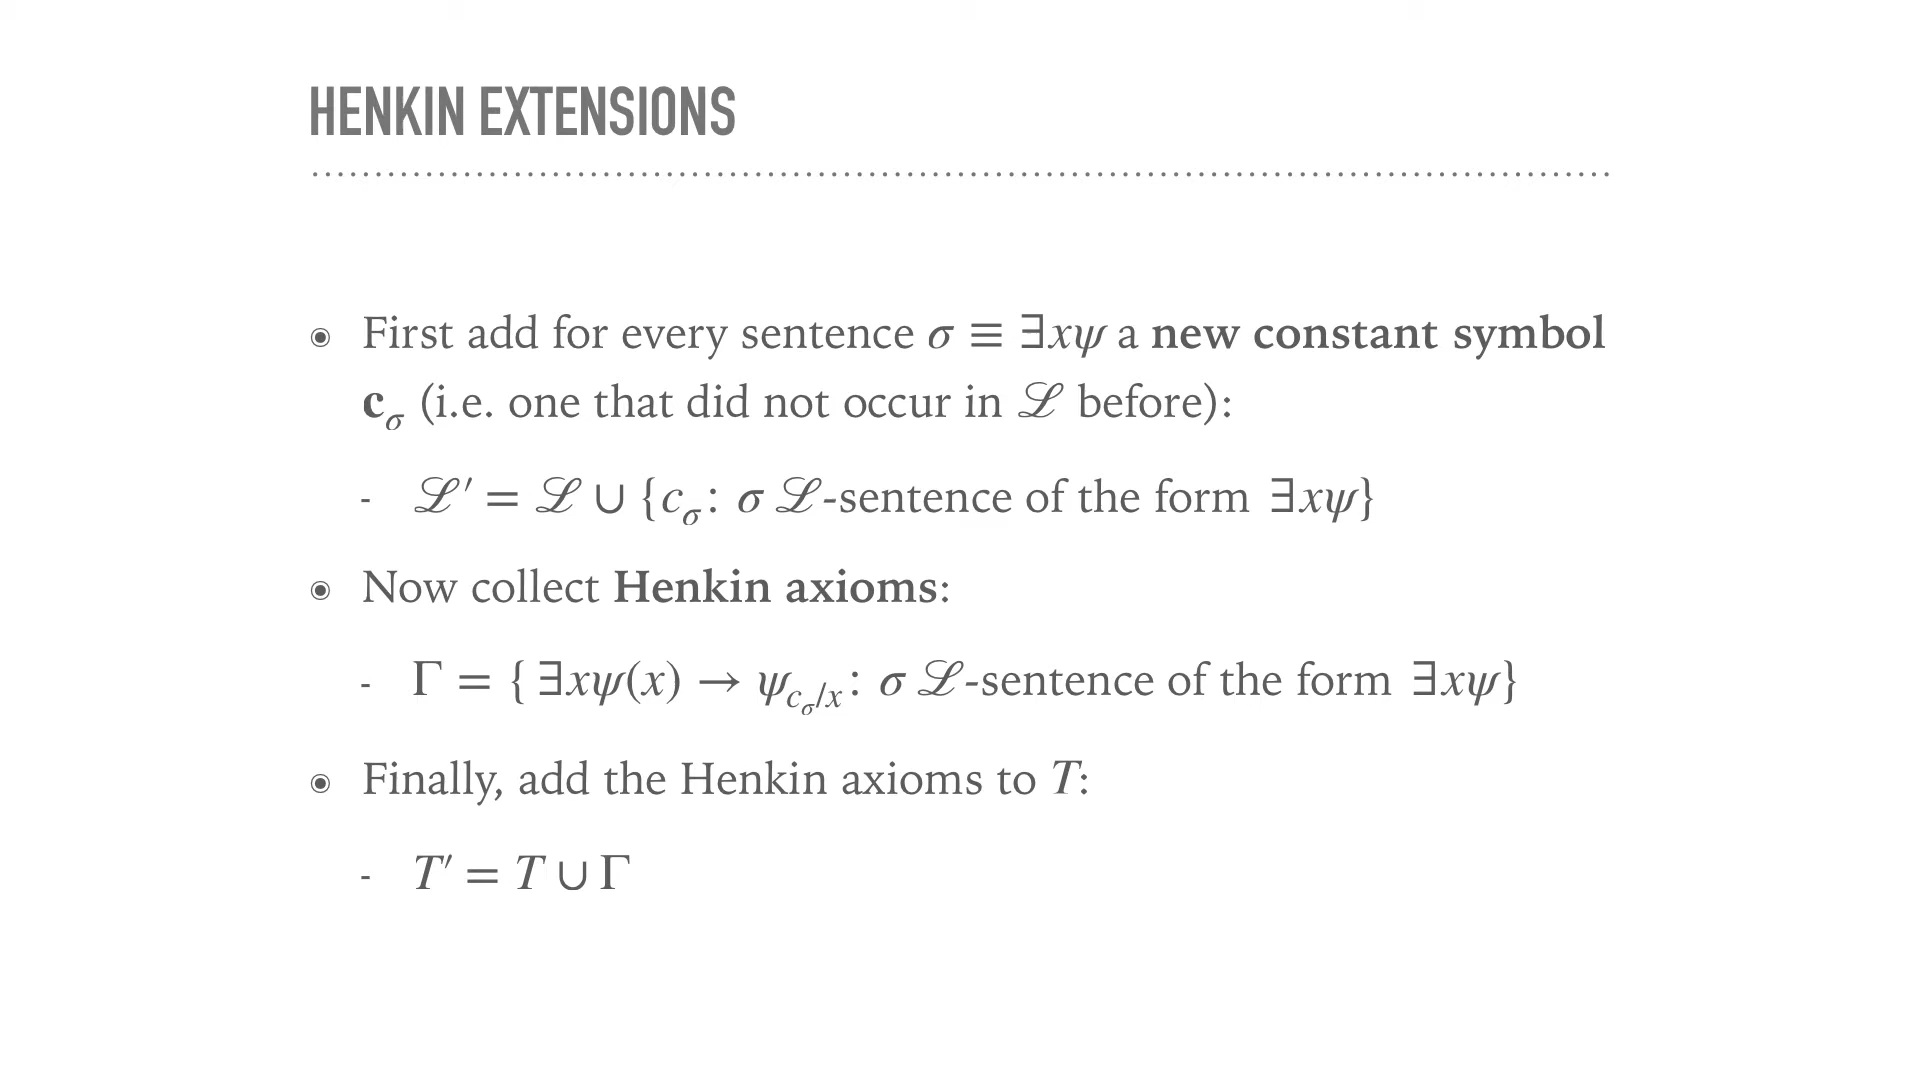 HENKIN EXTENSIONS
◉ First add for every sentence σ ≡ ∃xψ a new constant symbol
c_σ (i.e. one that did not occur in ℒ before):
- ℒ′ = ℒ ∪ {c_σ : σ ℒ-sentence of the form ∃xψ}
◉ Now collect Henkin axioms:
- Γ = { ∃xψ(x) → ψ_{c_σ/x} : σ ℒ-sentence of the form ∃xψ}
◉ Finally, add the Henkin axioms to T:
- T′ = T ∪ Γ